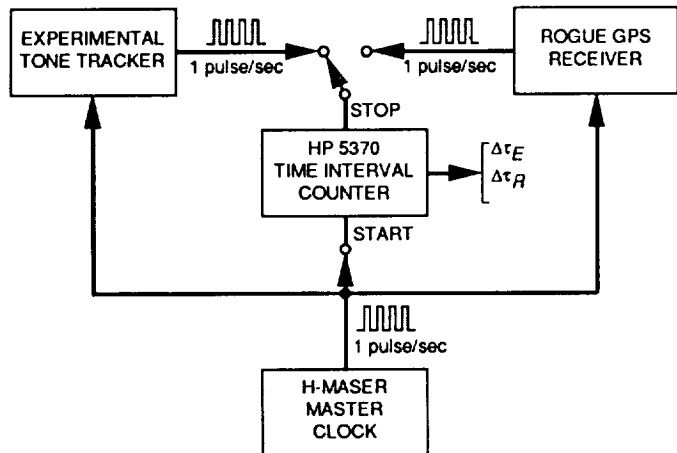 EXPERIMENTAL
TONE TRACKER
1 pulse/sec
1 pulse/sec
ROGUE GPS
RECEIVER
STOP
HP 5370
TIME INTERVAL
COUNTER
Δτ_E
Δτ_R
START
1 pulse/sec
H-MASER
MASTER
CLOCK